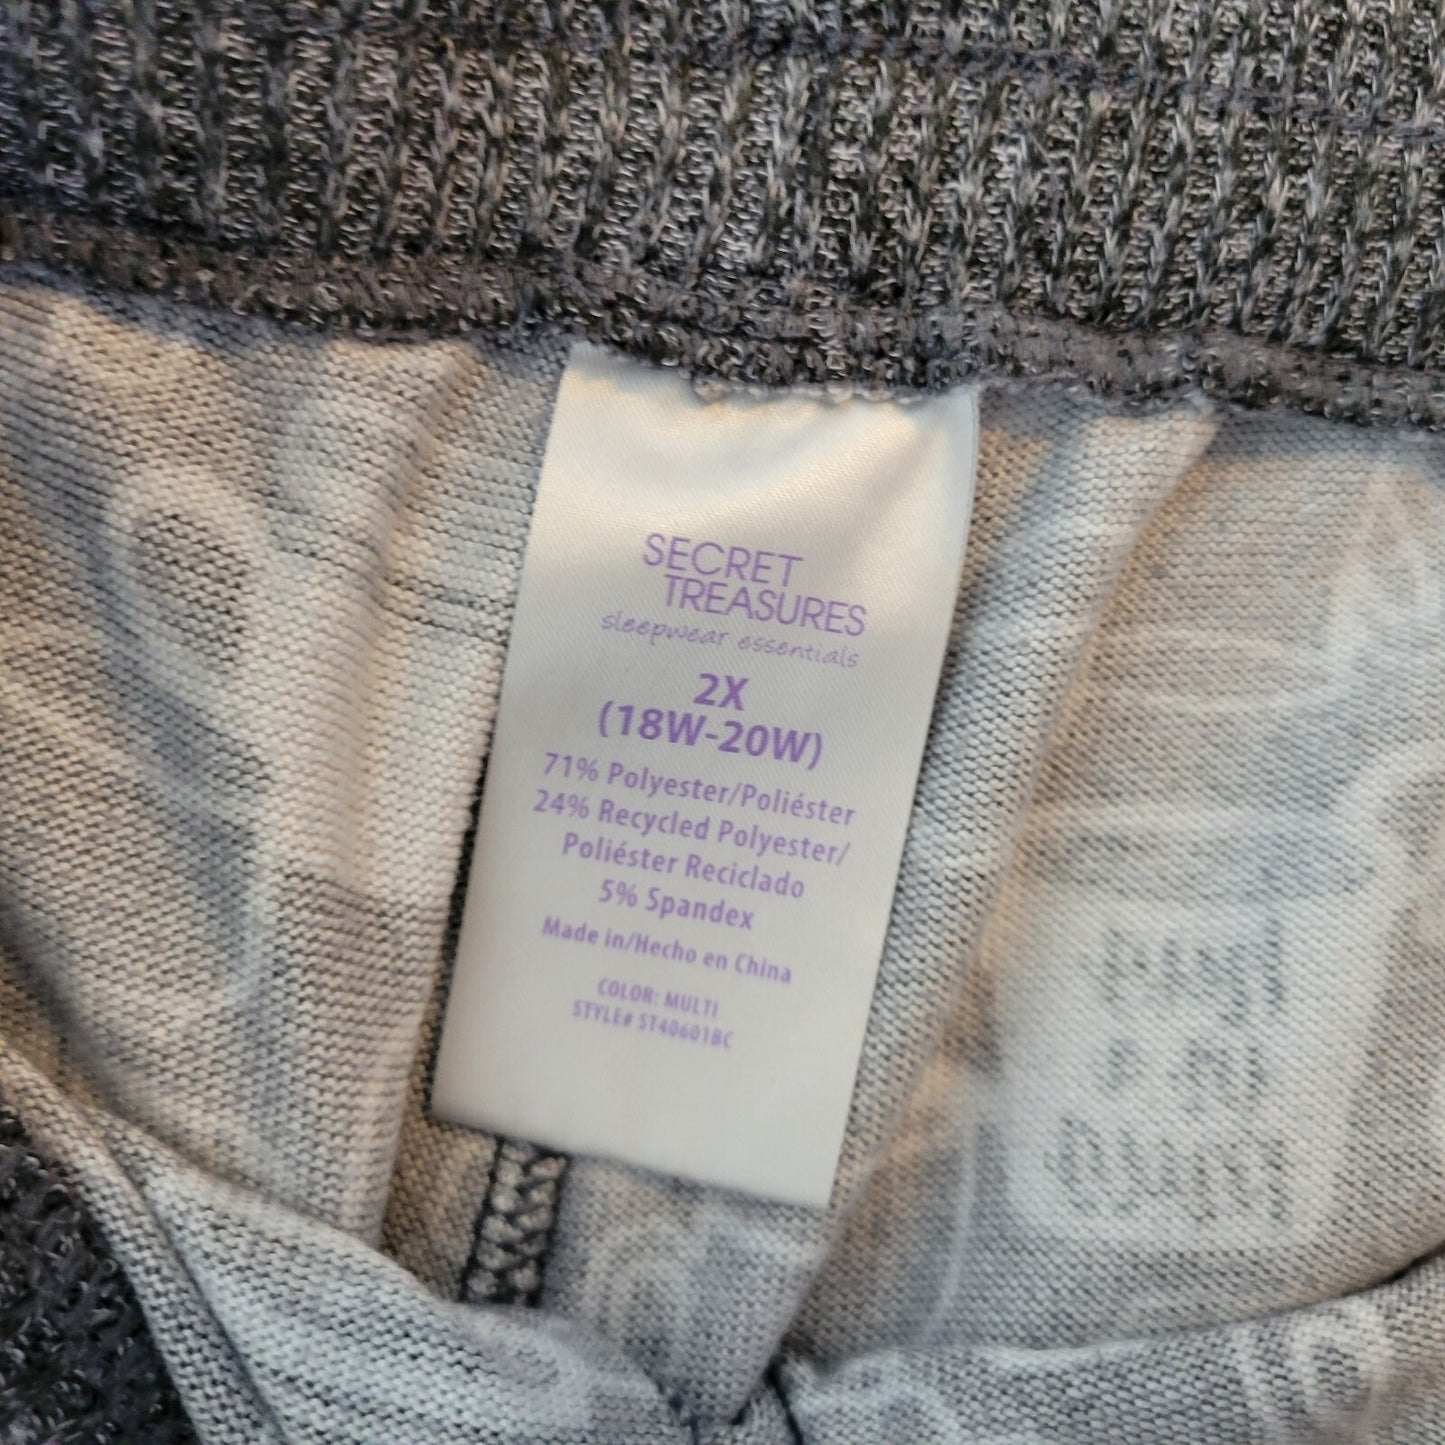 SECRET
TREASURES
sleepwear essentials
2X
(18W-20W)
71% Polyester/Poliéster
24% Recycled Polyester/
Poliéster Reciclado
5% Spandex
Made in/Hecho en China
COLOR: MULTI
STYLE# ST40601BC